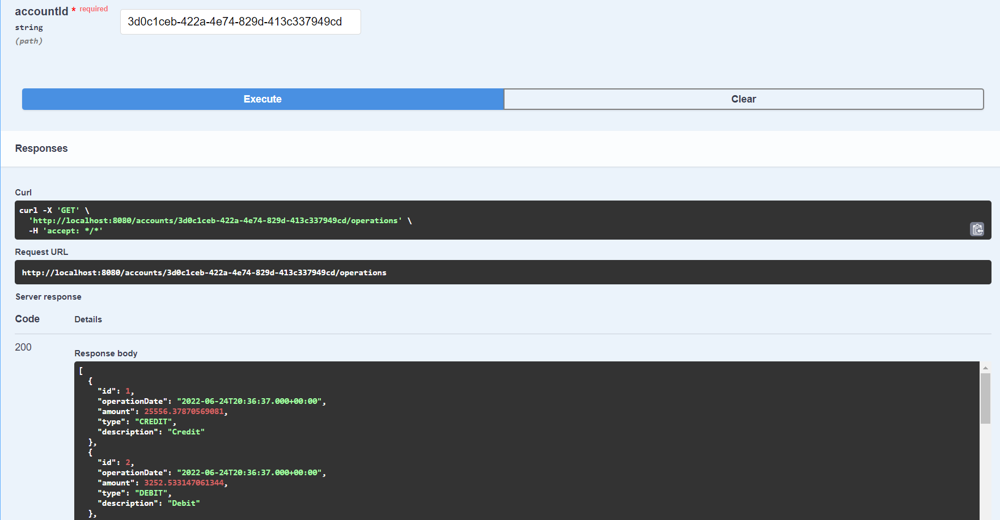 accountId * required
string
(path)
3d0c1ceb-422a-4e74-829d-413c337949cd
Execute
Clear
Responses
Curl
curl -X 'GET' \
  'http://localhost:8080/accounts/3d0c1ceb-422a-4e74-829d-413c337949cd/operations' \
  -H 'accept: */*'
Request URL
http://localhost:8080/accounts/3d0c1ceb-422a-4e74-829d-413c337949cd/operations
Server response
Code Details
200
Response body
[
  {
    "id": 1,
    "operationDate": "2022-06-24T20:36:37.000+00:00",
    "amount": 25556.37870569081,
    "type": "CREDIT",
    "description": "Credit"
  },
  {
    "id": 2,
    "operationDate": "2022-06-24T20:36:37.000+00:00",
    "amount": 3252.533147061344,
    "type": "DEBIT",
    "description": "Debit"
  },